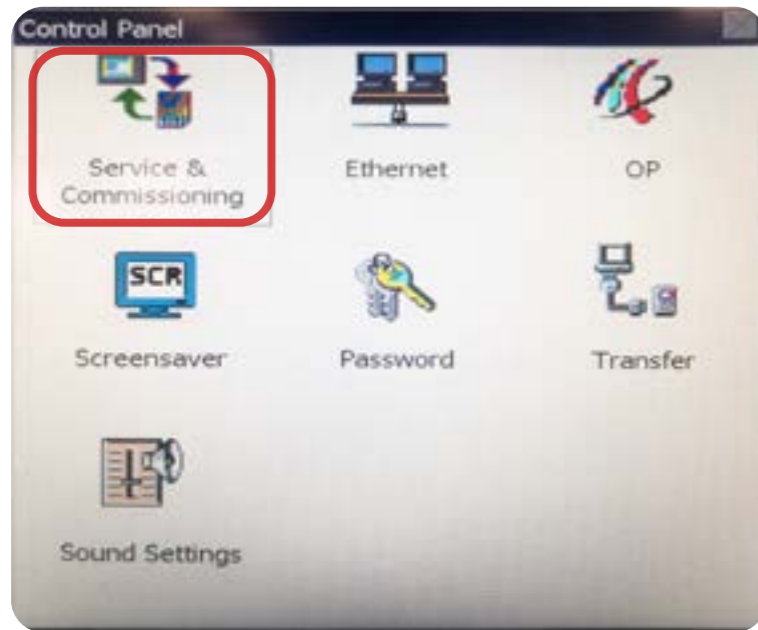 Control Panel
Service &
Commissioning
Ethernet
OP
SCR
Screensaver
Password
Transfer
Sound Settings